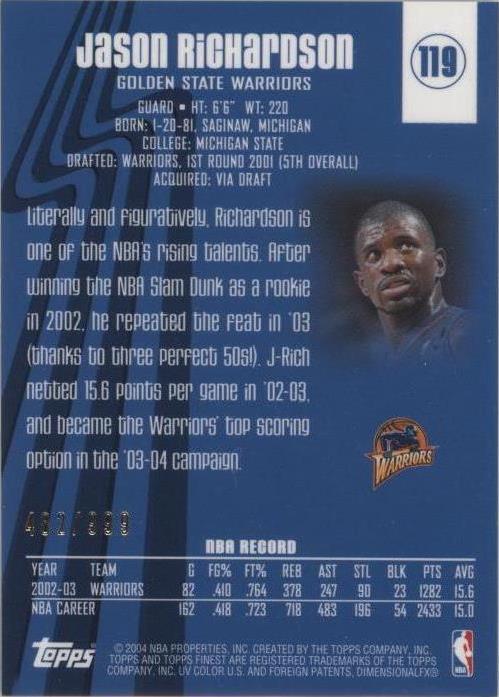 Jason Richardson
119
GOLDEN STATE WARRIORS
GUARD • HT: 6'6" WT: 220
BORN: 1-20-81, SAGINAW, MICHIGAN
COLLEGE: MICHIGAN STATE
DRAFTED: WARRIORS, 1ST ROUND 2001 (5TH OVERALL)
ACQUIRED: VIA DRAFT
Literally and figuratively, Richardson is
one of the NBA's rising talents. After
winning the NBA Slam Dunk as a rookie
in 2002, he repeated the feat in '03
(thanks to three perfect 50s!). J-Rich
netted 15.6 points per game in '02-03,
and became the Warriors' top scoring
option in the '03-04 campaign.
WARRIORS
NBA RECORD
YEAR TEAM G FG% FT% REB AST STL BLK PTS AVG
2002-03 WARRIORS 82 .410 .764 378 247 90 23 1282 15.6
NBA CAREER 162 .418 .723 718 483 196 54 2433 15.0
Topps
© 2004 NBA PROPERTIES, INC. CREATED BY THE TOPPS COMPANY, INC.
TOPPS AND TOPPS FINEST ARE REGISTERED TRADEMARKS OF THE TOPPS
COMPANY, INC. UV COLOR U.S. AND FOREIGN PATENTS, DIMENSIONALFX®
NBA